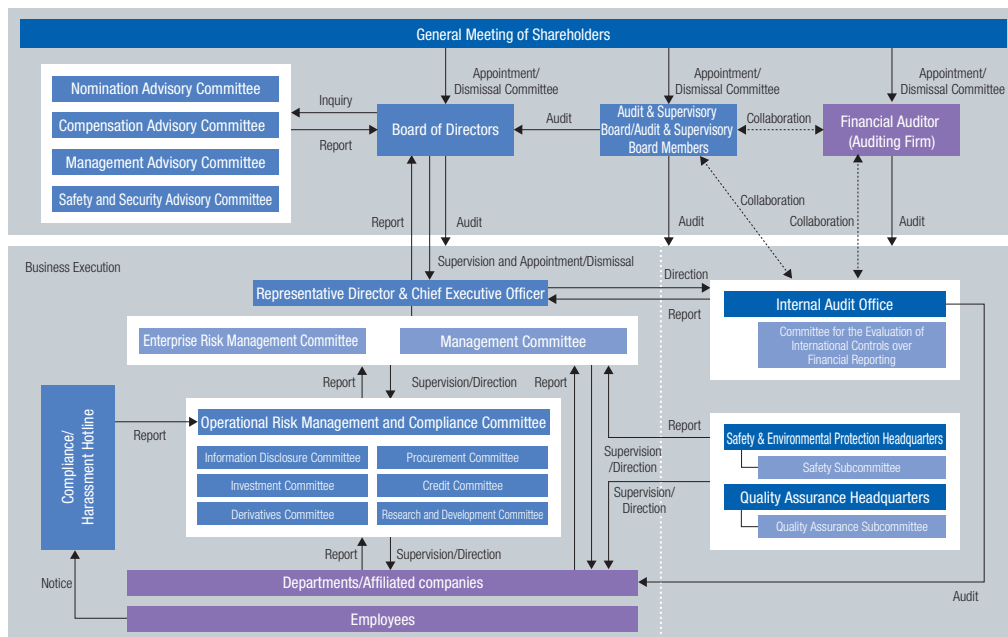 General Meeting of Shareholders
Appointment/
Dismissal Committee
Appointment/
Dismissal Committee
Appointment/
Dismissal Committee
Nomination Advisory Committee
Compensation Advisory Committee
Management Advisory Committee
Safety and Security Advisory Committee
Inquiry
Report
Board of Directors
Audit
Audit & Supervisory
Board/Audit & Supervisory
Board Members
Collaboration
Financial Auditor
(Auditing Firm)
Report
Audit
Audit
Collaboration
Collaboration
Audit
Business Execution
Supervision and Appointment/Dismissal
Representative Director & Chief Executive Officer
Direction
Report
Internal Audit Office
Committee for the Evaluation of
International Controls over
Financial Reporting
Enterprise Risk Management Committee
Management Committee
Report
Supervision/Direction
Report
Compliance/
Harassment Hotline
Report
Operational Risk Management and Compliance Committee
Information Disclosure Committee
Procurement Committee
Investment Committee
Credit Committee
Derivatives Committee
Research and Development Committee
Report
Supervision
/Direction
Supervision/
Direction
Safety & Environmental Protection Headquarters
Safety Subcommittee
Quality Assurance Headquarters
Quality Assurance Subcommittee
Report
Supervision/Direction
Notice
Departments/Affiliated companies
Audit
Employees